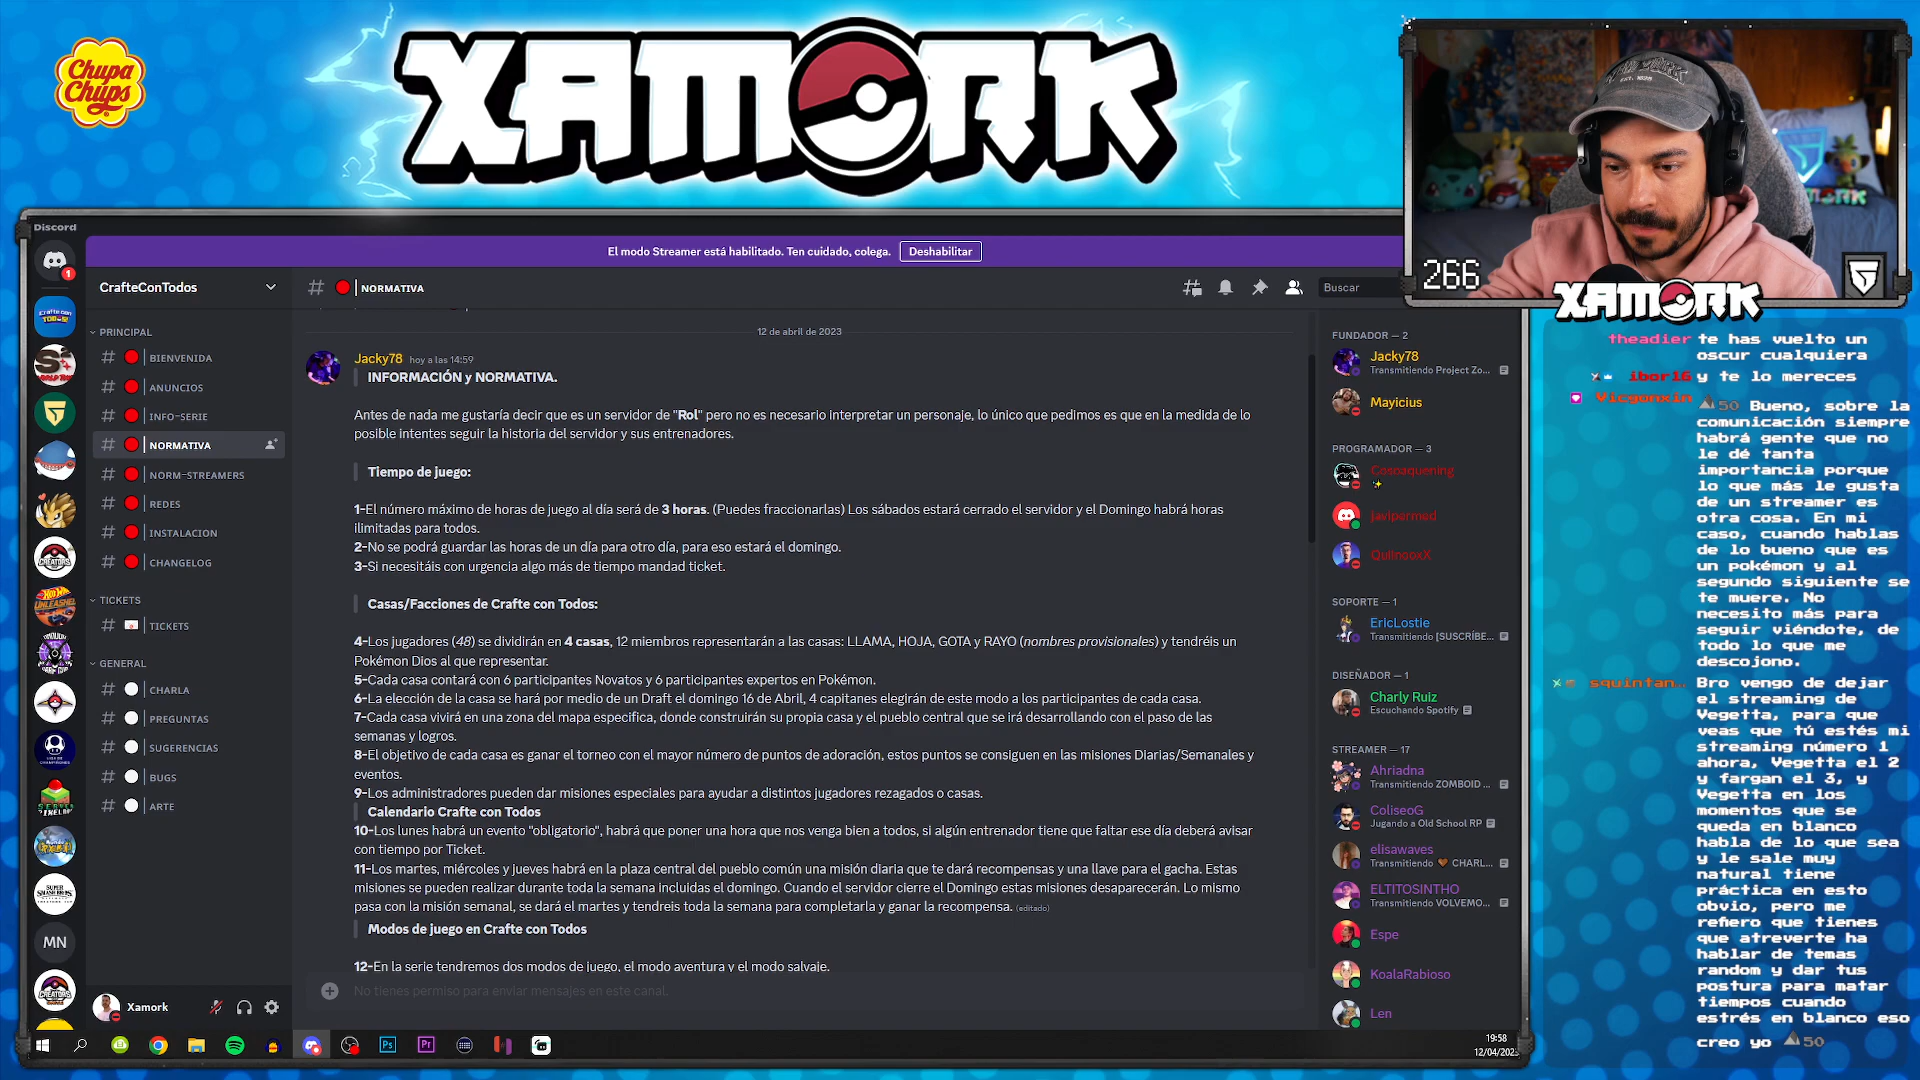 Chupa
Chups
XAMORK
266
XAMORK
Discord
El modo Streamer está habilitado. Ten cuidado, colega.
Deshabilitar
1
Crafte con
TODOS
CrafteConTodos
NORMATIVA
Buscar
PRINCIPAL
BIENVENIDA
ANUNCIOS
INFO-SERIE
NORMATIVA
NORM-STREAMERS
REDES
INSTALACION
CHANGELOG
TICKETS
TICKETS
GENERAL
CHARLA
PREGUNTAS
SUGERENCIAS
BUGS
ARTE
MN
Xamork
12 de abril de 2023
Jacky78 hoy a las 14:59
INFORMACIÓN y NORMATIVA.
Antes de nada me gustaría decir que es un servidor de "Rol" pero no es necesario interpretar un personaje, lo único que pedimos es que en la medida de lo
posible intentes seguir la historia del servidor y sus entrenadores.
Tiempo de juego:
1-El número máximo de horas de juego al día será de 3 horas. (Puedes fraccionarlas) Los sábados estará cerrado el servidor y el Domingo habrá horas
ilimitadas para todos.
2-No se podrá guardar las horas de un día para otro día, para eso estará el domingo.
3-Si necesitáis con urgencia algo más de tiempo mandad ticket.
Casas/Facciones de Crafte con Todos:
4-Los jugadores (48) se dividirán en 4 casas, 12 miembros representarán a las casas: LLAMA, HOJA, GOTA y RAYO (nombres provisionales) y tendréis un
Pokémon Dios al que representar.
5-Cada casa contará con 6 participantes Novatos y 6 participantes expertos en Pokémon.
6-La elección de la casa se hará por medio de un Draft el domingo 16 de Abril, 4 capitanes elegirán de este modo a los participantes de cada casa.
7-Cada casa vivirá en una zona del mapa especifica, donde construirán su propia casa y el pueblo central que se irá desarrollando con el paso de las
semanas y logros.
8-El objetivo de cada casa es ganar el torneo con el mayor número de puntos de adoración, estos puntos se consiguen en las misiones Diarias/Semanales y
eventos.
9-Los administradores pueden dar misiones especiales para ayudar a distintos jugadores rezagados o casas.
Calendario Crafte con Todos
10-Los lunes habrá un evento "obligatorio", habrá que poner una hora que nos venga bien a todos, si algún entrenador tiene que faltar ese día deberá avisar
con tiempo por Ticket.
11-Los martes, miércoles y jueves habrá en la plaza central del pueblo común una misión diaria que te dará recompensas y una llave para el gacha. Estas
misiones se pueden realizar durante toda la semana incluídas el domingo. Cuando el servidor cierre el Domingo estas misiones desaparecerán. Lo mismo
pasa con la misión semanal, se dará el martes y tendreis toda la semana para completarla y ganar la recompensa. (editado)
Modos de juego en Crafte con Todos
12-En la serie tendremos dos modos de juego, el modo aventura y el modo salvaje.
No tienes permiso para enviar mensajes en este canal.
FUNDADOR — 2
Jacky78
Transmitiendo Project Zo...
Mayicius
PROGRAMADOR — 3
Cosoaquening
javipermed
QuiinooxX
SOPORTE — 1
EricLostie
Transmitiendo [SUSCRÍBE...
DISEÑADOR — 1
Charly Ruiz
Escuchando Spotify
STREAMER — 17
Ahriadna
Transmitiendo ZOMBOID ...
ColiseoG
Jugando a Old School RP
elisawaves
Transmitiendo 🤎 CHARL...
ELTITOSINTHO
Transmitiendo VOLVEMO...
Espe
KoalaRabioso
Len
19:58
12/04/202
Ps
Pr
theadier te has vuelto un
oscur cualquiera
ibor16 y te lo mereces
Vicgunxin 50 Bueno, sobre la
comunicación siempre
habrá gente que no
le dé tanta
importancia porque
lo que más le gusta
de un streamer es
otra cosa. En mi
caso, cuando hablas
de lo bueno que es
un pokémon y al
segundo siguiente se
te muere. No
necesito más para
seguir viéndote, de
todo lo que me
descojono.
squintan... Bro vengo de dejar
el streaming de
Vegetta, para que
veas que tú estés mi
streaming número 1
ahora, Vegetta el 2
y fargan el 3, y
Vegetta en los
momentos que se
queda en blanco
habla de lo que sea
y le sale muy
natural tiene
práctica en esto
obvio, pero me
refiero que tienes
que atreverte ha
hablar de temas
random y dar tus
postura para matar
tiempos cuando
estrés en blanco eso
creo yo 50